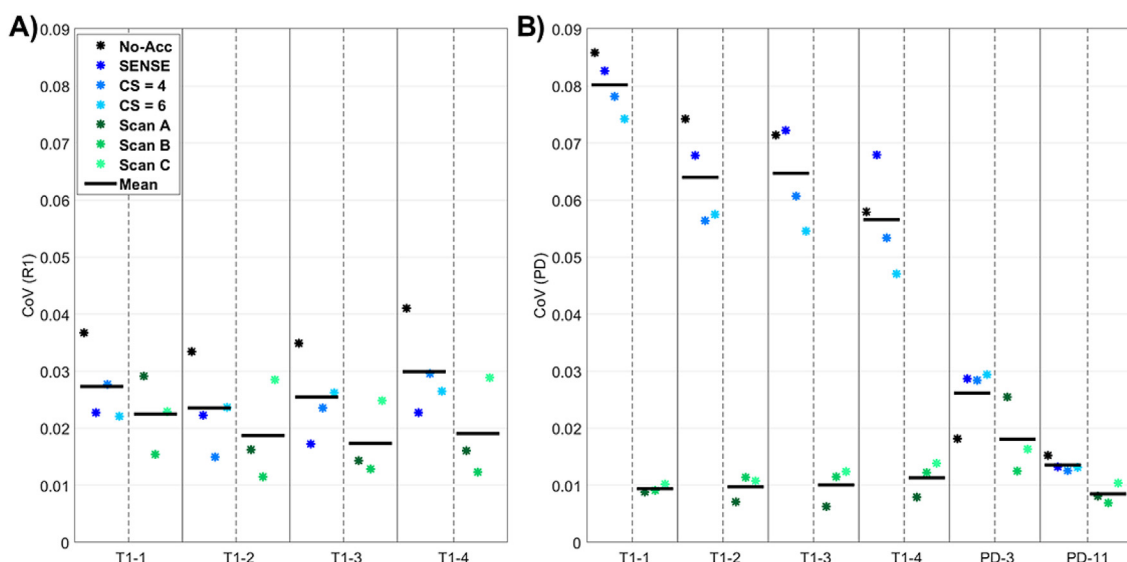 A)
0.09
0.08
0.07
0.06
0.05
0.04
0.03
0.02
0.01
0
CoV (R1)
No-Acc
SENSE
CS = 4
CS = 6
Scan A
Scan B
Scan C
Mean
T1-1 T1-2 T1-3 T1-4
B)
0.09
0.08
0.07
0.06
0.05
0.04
0.03
0.02
0.01
0
CoV (PD)
T1-1 T1-2 T1-3 T1-4 PD-3 PD-11